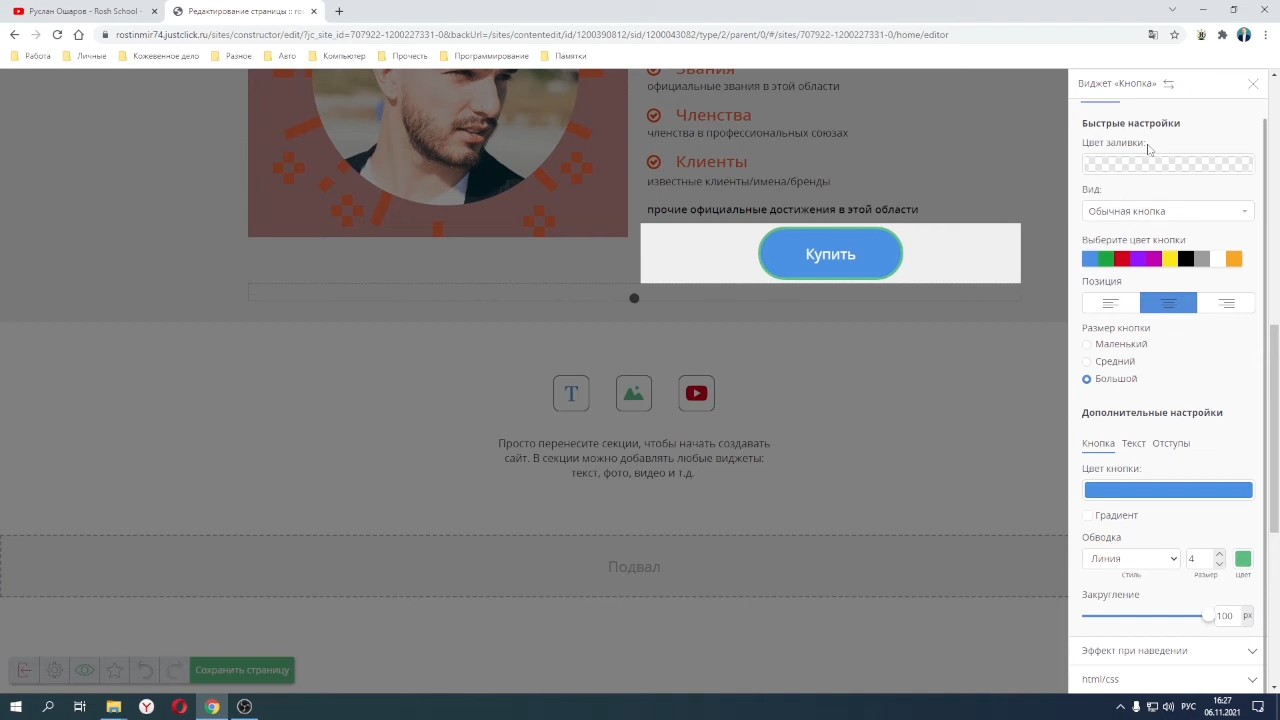 Руслан Ошаров - Rosh School -
Редактирование страницы :: ros
rostinmir74.justclick.ru/sites/constructor/edit/?jc_site_id=707922-1200227331-0&backUrl=/sites/contentedit/id/1200390812/sid/1200043082/type/2/parent/0/#/sites/707922-1200227331-0/home/editor
Работа
Личные
Кожевенное дело
Разное
Авто
Компьютер
Прочесть
Программирование
Памятки
Звания
официальные звания в этой области
Членства
членства в профессиональных союзах
Клиенты
известные клиенты/имена/бренды
прочие официальные достижения в этой области
Купить
Просто перенесите секции, чтобы начать создавать
сайт. В секции можно добавлять любые виджеты:
текст, фото, видео и т.д.
Подвал
Сохранить страницу
Виджет «Кнопка»
Быстрые настройки
Цвет заливки:
Вид:
Обычная кнопка
Выберите цвет кнопки
Позиция
Размер кнопки
Маленький
Средний
Большой
Дополнительные настройки
Кнопка Текст Отступы
Цвет кнопки:
Градиент
Обводка
Линия 4
Стиль Размер Цвет
Закругление
100 px
Эффект при наведении
html/css
РУС
16:27
06.11.2021